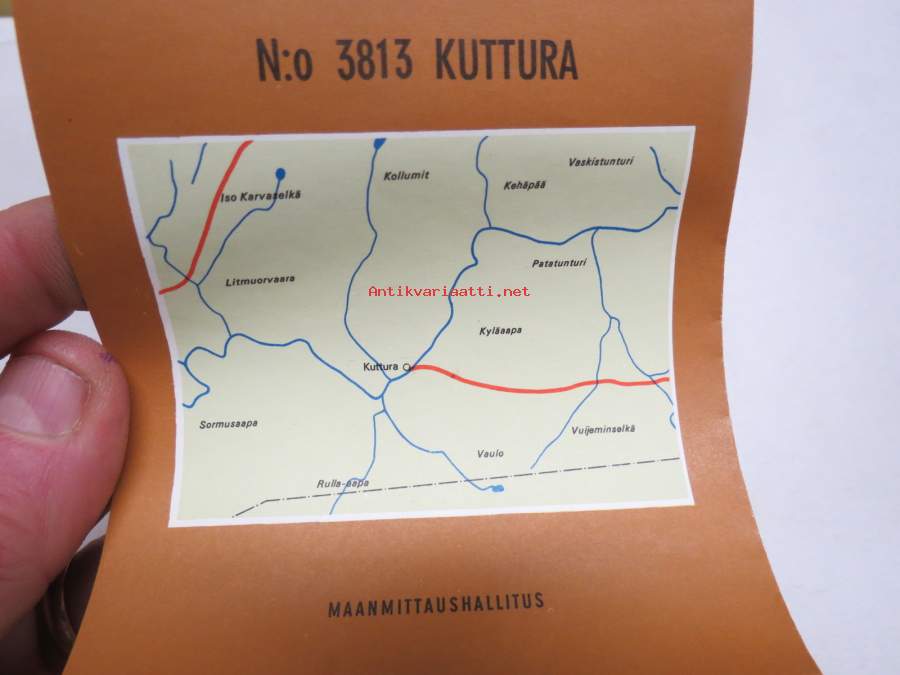 N:o 3813 KUTTURA
Vaskistunturi
Kollumit
Kehäpää
Iso Karvaselkä
Patatunturi
Litmuorvaara
Antikvariaatti.net
Kyläaapa
Kuttura
Sormusaapa
Vuijeminselkä
Vaulo
Rulla-aapa
MAANMITTAUSHALLITUS